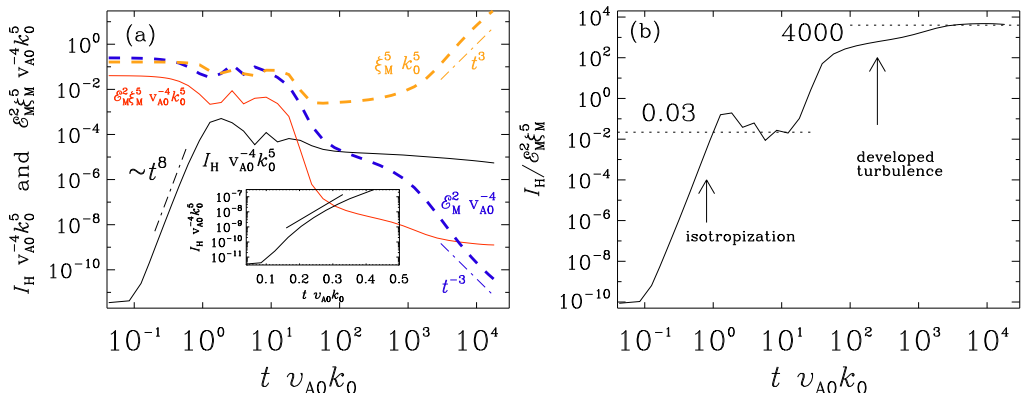 (a)
I_H v_A0^-4 k_0^5 and ℰ_M^2 ξ_M^5 v_A0^-4 k_0^5
10^0
10^-2
10^-4
10^-6
10^-8
10^-10
ξ_M^5 k_0^5
t^3
ℰ_M^2 ξ_M^5 v_A0^-4 k_0^5
~t^8
I_H v_A0^-4 k_0^5
ℰ_M^2 v_A0^-4
t^-3
I_H v_A0^-4 k_0^5
10^-7
10^-8
10^-9
10^-10
10^-11
0.1 0.2 0.3 0.4 0.5
t v_A0 k_0
10^-1 10^0 10^1 10^2 10^3 10^4
t v_A0 k_0
(b)
I_H/ℰ_M^2 ξ_M^5
10^4
10^2
10^0
10^-2
10^-4
10^-6
10^-8
10^-10
4000
0.03
developed
turbulence
isotropization
10^-1 10^0 10^1 10^2 10^3 10^4
t v_A0 k_0